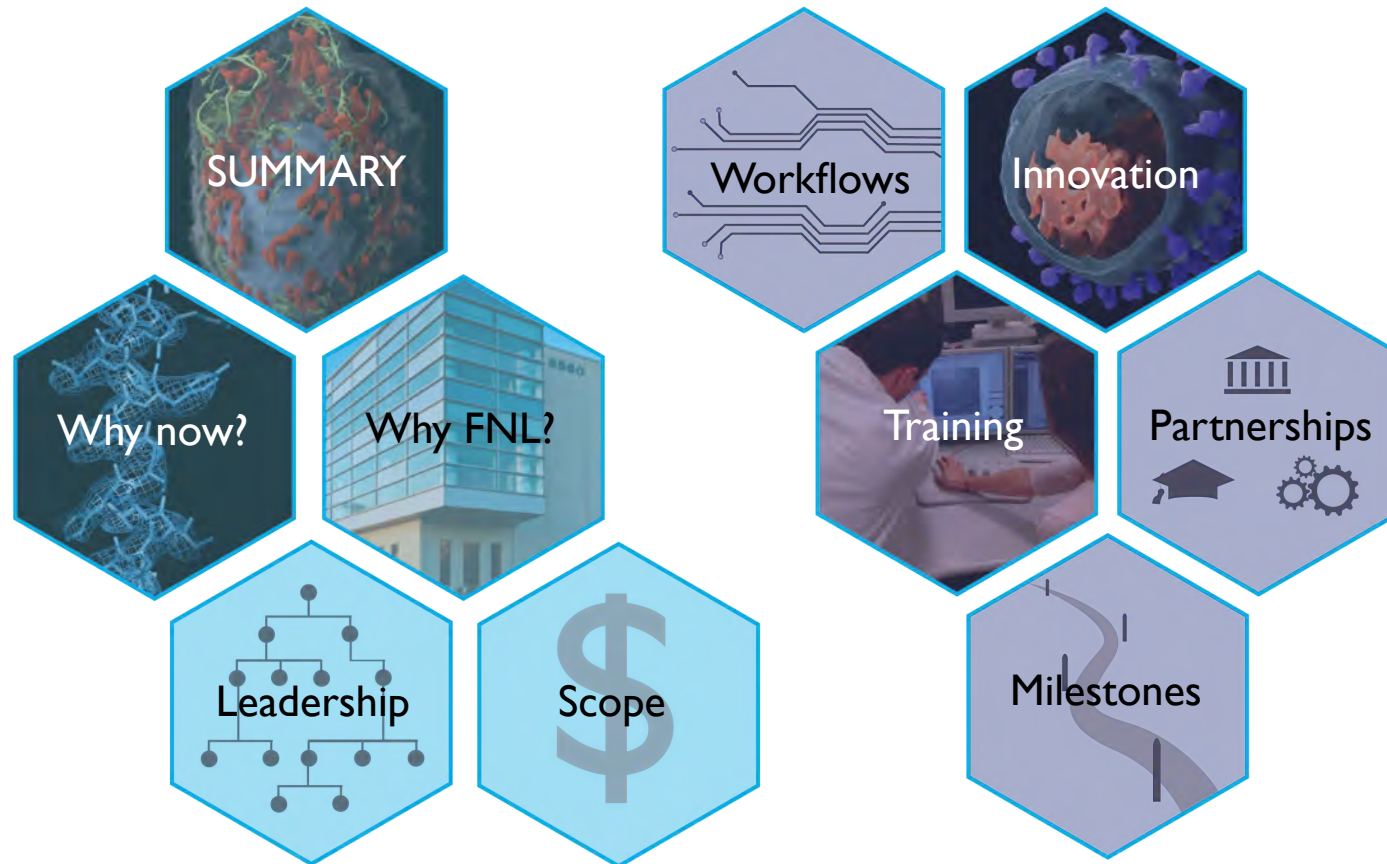 SUMMARY
Workflows
Innovation
Why now?
Why FNL?
Training
Partnerships
Leadership
Scope
$
Milestones